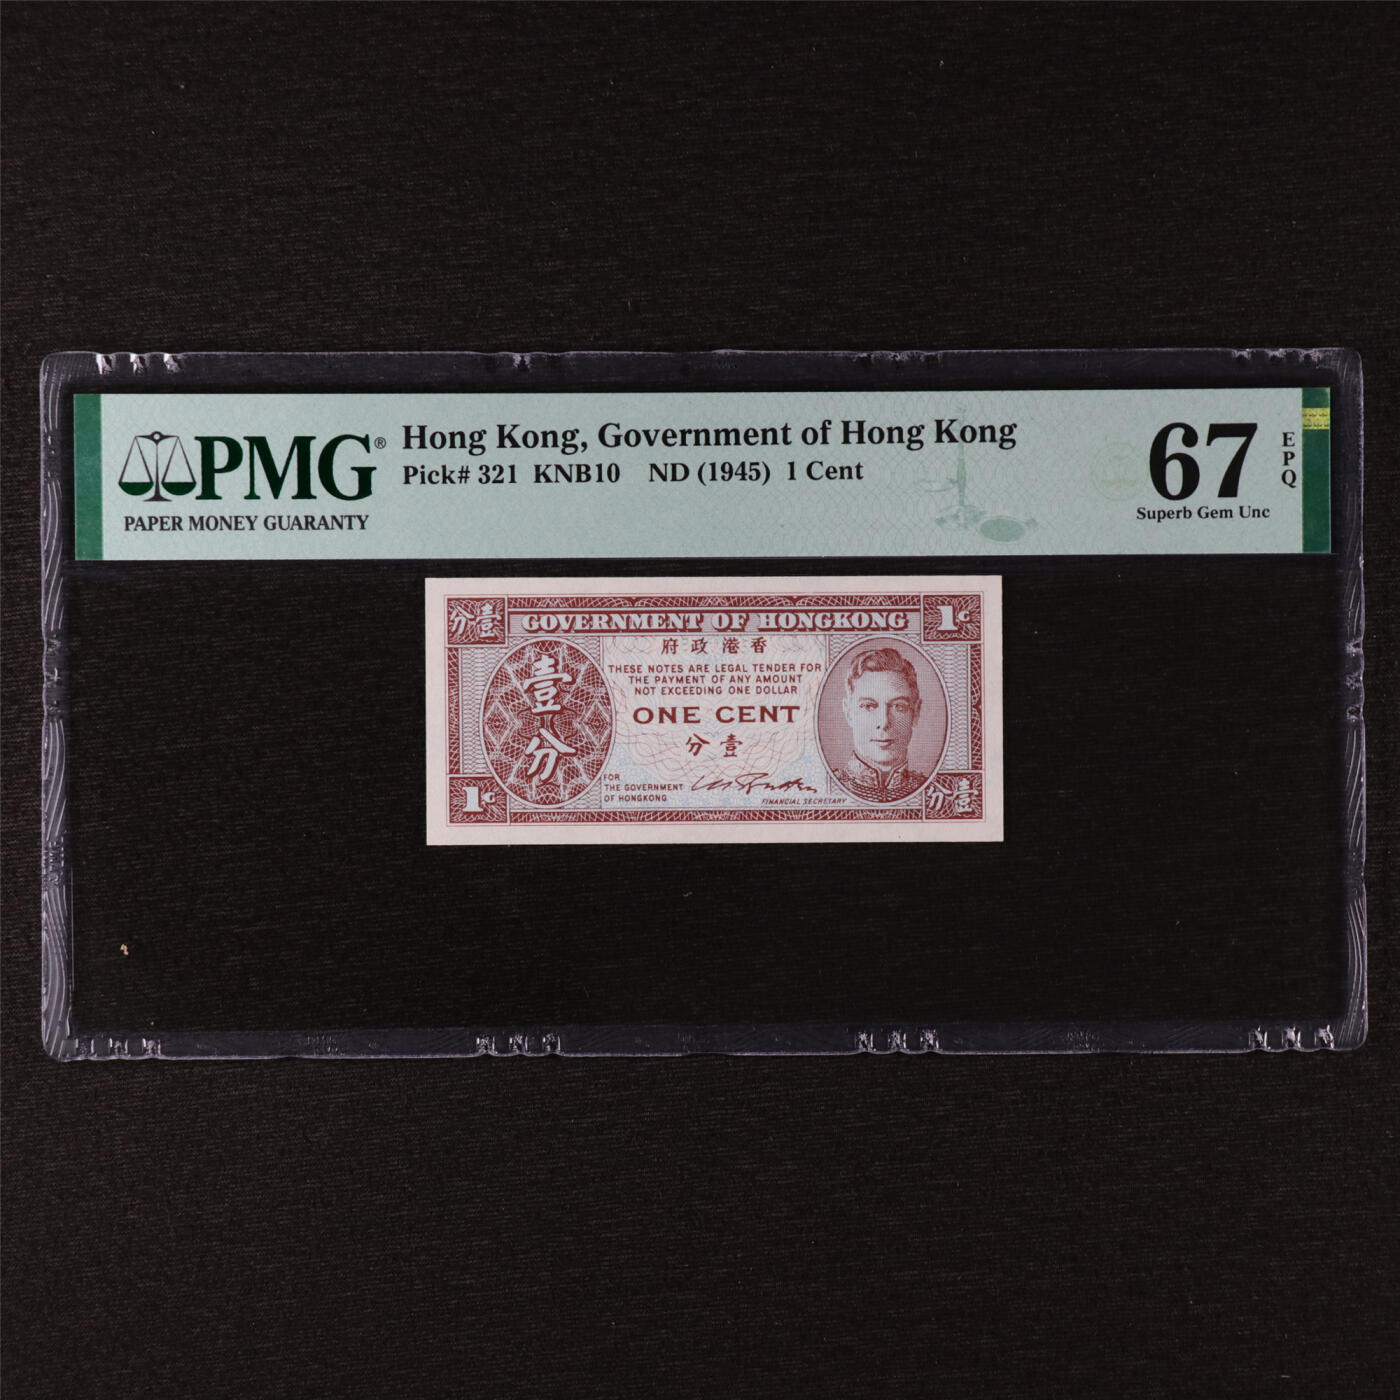 PMG®
PAPER MONEY GUARANTY
Hong Kong, Government of Hong Kong
Pick# 321 KNB10 ND (1945) 1 Cent
67
EPQ
Superb Gem Unc
分壹
GOVERNMENT OF HONGKONG
1c
府政港香
THESE NOTES ARE LEGAL TENDER FOR
THE PAYMENT OF ANY AMOUNT
NOT EXCEEDING ONE DOLLAR
壹分
ONE CENT
分壹
FOR
THE GOVERNMENT
OF HONGKONG
FINANCIAL SECRETARY
1c
分壹